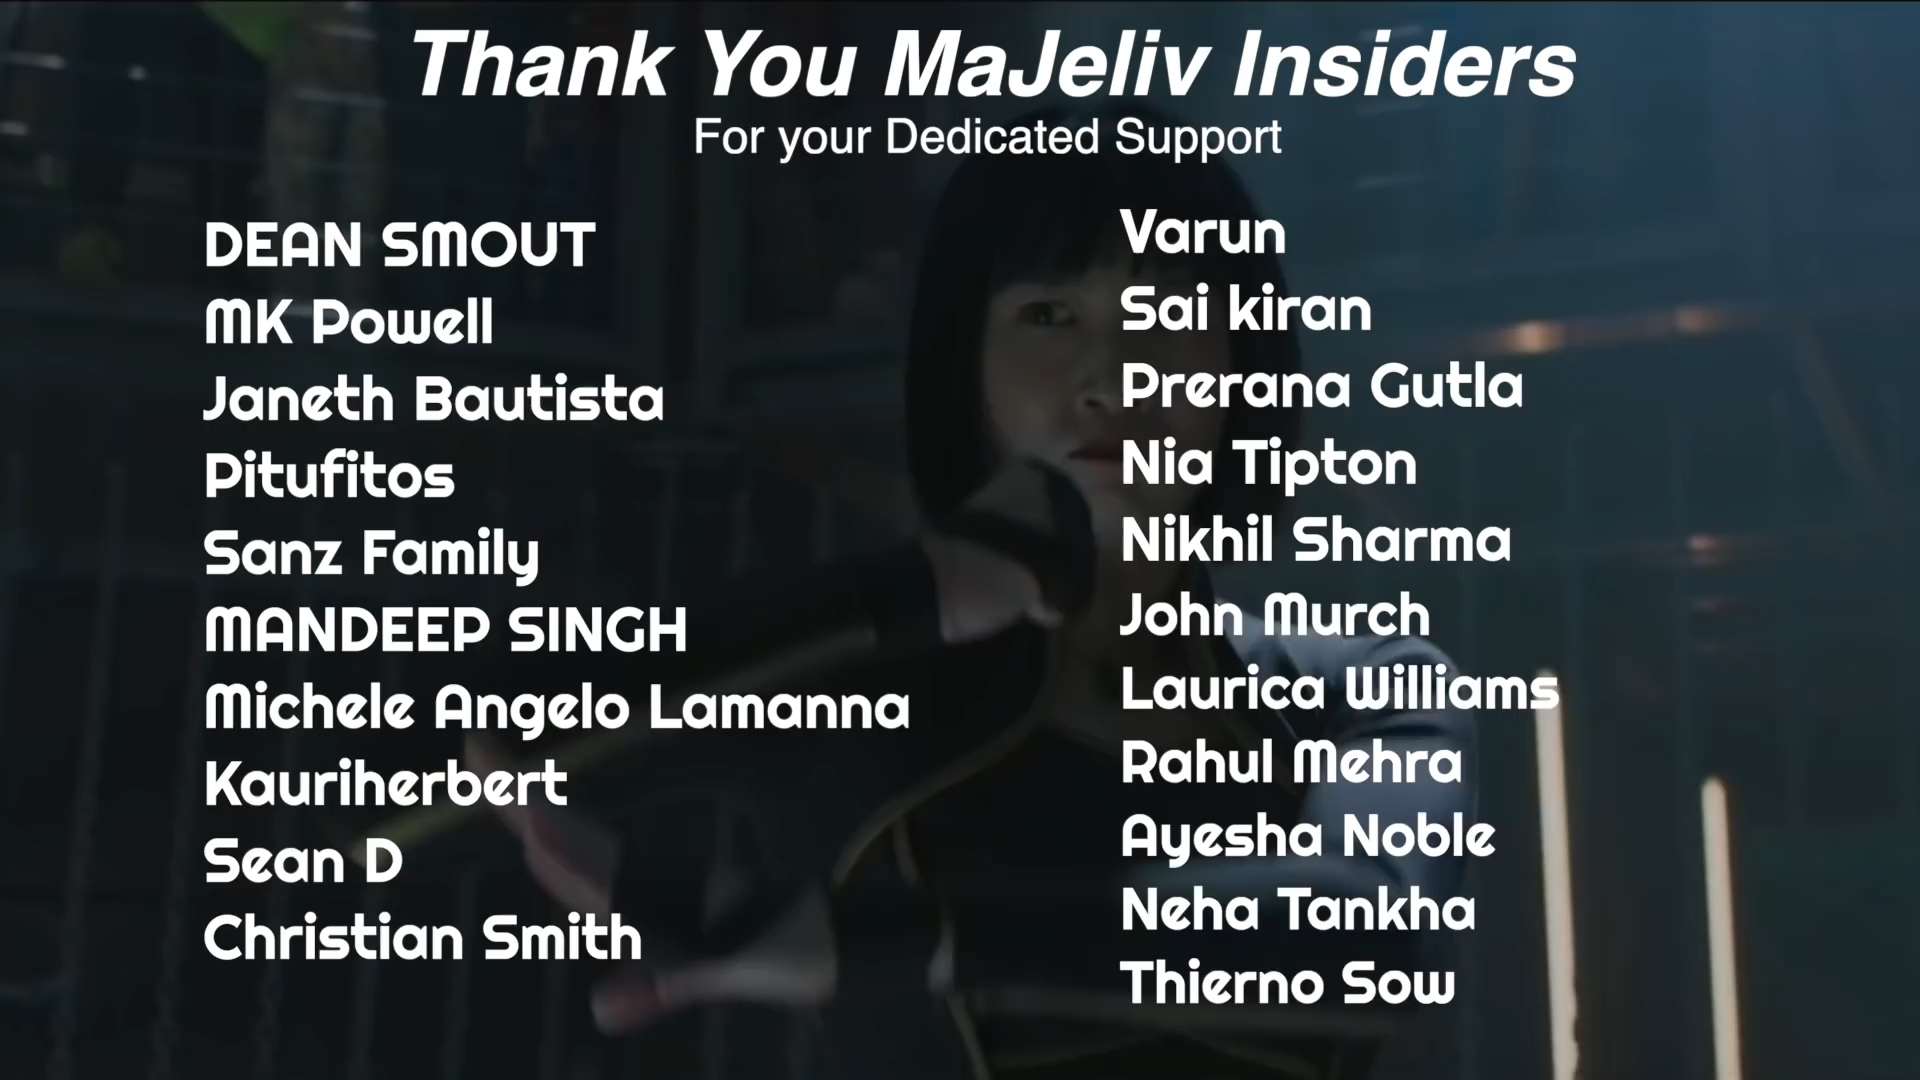 Thank You MaJeliv Insiders
For your Dedicated Support
DEAN SMOUT
MK Powell
Janeth Bautista
Pitufitos
Sanz Family
MANDEEP SINGH
Michele Angelo Lamanna
Kauriherbert
Sean D
Christian Smith
Varun
Sai kiran
Prerana Gutla
Nia Tipton
Nikhil Sharma
John Murch
Laurica Williams
Rahul Mehra
Ayesha Noble
Neha Tankha
Thierno Sow